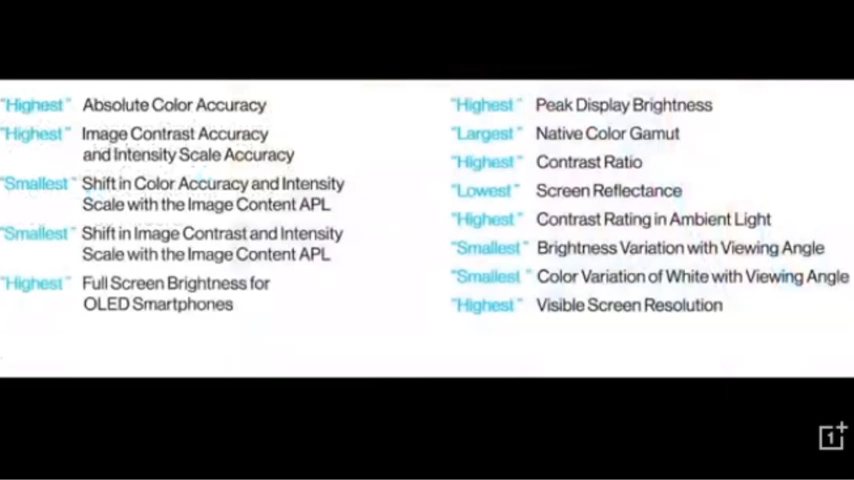 "Highest" Absolute Color Accuracy
"Highest" Image Contrast Accuracy
and Intensity Scale Accuracy
"Smallest" Shift in Color Accuracy and Intensity
Scale with the Image Content APL
"Smallest" Shift in Image Contrast and Intensity
Scale with the Image Content APL
"Highest" Full Screen Brightness for
OLED Smartphones
"Highest" Peak Display Brightness
"Largest" Native Color Gamut
"Highest" Contrast Ratio
"Lowest" Screen Reflectance
"Highest" Contrast Rating in Ambient Light
"Smallest" Brightness Variation with Viewing Angle
"Smallest" Color Variation of White with Viewing Angle
"Highest" Visible Screen Resolution
1+